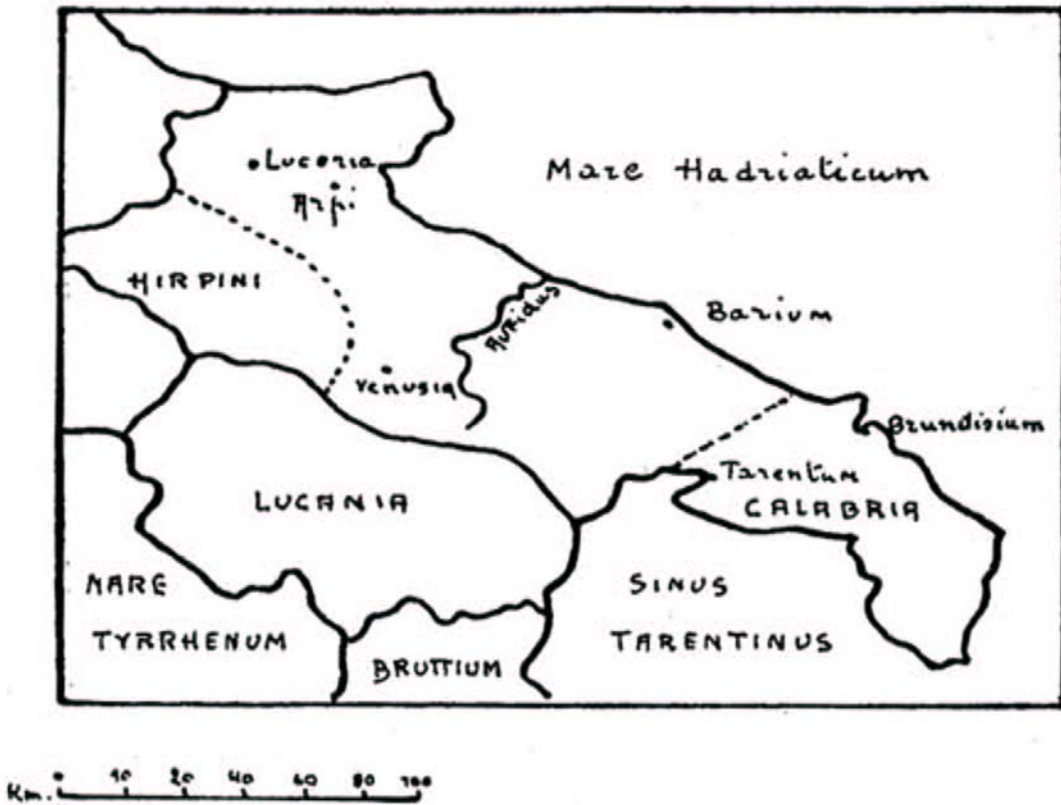 Luceria
Arpi
Mare Hadriaticum
HIRPINI
Aufidus
Barium
Venusia
Brundisium
Tarentum
LUCANIA
CALABRIA
MARE
TYRRHENUM
SINUS
TARENTINUS
BRUTTIUM
Km. 0 10 20 40 60 80 100